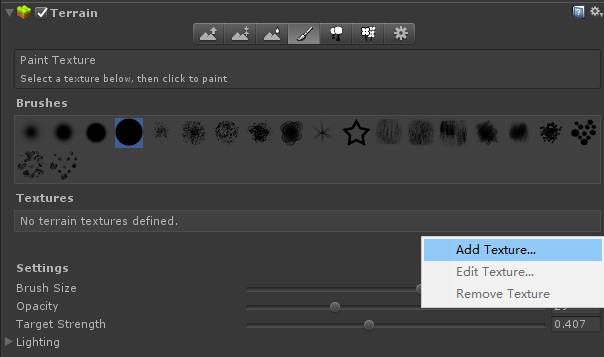 Terrain
Paint Texture
Select a texture below, then click to paint
Brushes
Textures
No terrain textures defined.
Add Texture...
Edit Texture...
Remove Texture
Settings
Brush Size
Opacity
Target Strength
0.407
Lighting